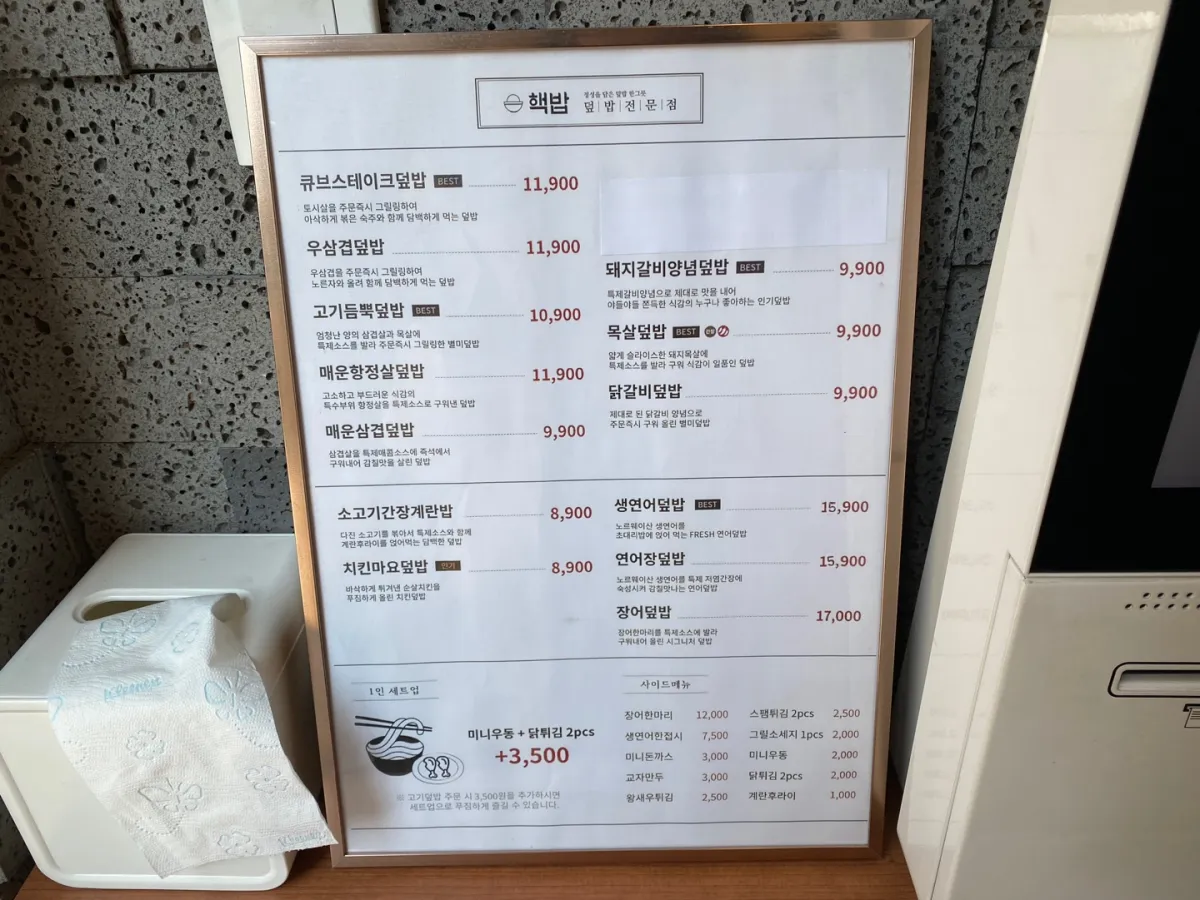 핵밥
정성을 담은 덮밥 한그릇
덮|밥|전|문|점
큐브스테이크덮밥 BEST 11,900
토시살을 주문즉시 그릴링하여
아삭하게 볶은 숙주와 함께 담백하게 먹는 덮밥
우삼겹덮밥 11,900
우삼겹을 주문즉시 그릴링하여
노른자와 올려 함께 담백하게 먹는 덮밥
고기듬뿍덮밥 BEST 10,900
엄청난 양의 삼겹살과 목살에
특제소스를 발라 주문즉시 그릴링한 별미덮밥
매운항정살덮밥 11,900
고소하고 부드러운 식감의
특수부위 항정살을 특제소스로 구워낸 덮밥
매운삼겹덮밥 9,900
삼겹살을 특제매콤소스에 즉석에서
구워내어 감칠맛을 살린 덮밥
돼지갈비양념덮밥 BEST 9,900
특제갈비양념으로 제대로 맛을 내어
야들야들 쫀득한 식감의 누구나 좋아하는 인기덮밥
목살덮밥 BEST 9,900
얇게 슬라이스한 돼지목살에
특제소스를 발라 구워 식감이 일품인 덮밥
닭갈비덮밥 9,900
제대로 된 닭갈비 양념으로
주문즉시 구워 올린 별미덮밥
소고기간장계란밥 8,900
다진 소고기를 볶아서 특제소스와 함께
계란후라이를 얹어먹는 담백한 덮밥
치킨마요덮밥 인기 8,900
바삭하게 튀겨낸 순살치킨을
푸짐하게 올린 치킨덮밥
생연어덮밥 BEST 15,900
노르웨이산 생연어를
초대리밥에 얹어 먹는 FRESH 연어덮밥
연어장덮밥 15,900
노르웨이산 생연어를 특제 저염간장에
숙성시켜 감칠맛나는 연어덮밥
장어덮밥 17,000
장어한마리를 특제소스에 발라
구워내어 올린 시그니처 덮밥
1인 세트업
미니우동 + 닭튀김 2pcs
+3,500
※ 고기덮밥 주문 시 3,500원을 추가하시면
세트업으로 푸짐하게 즐길 수 있습니다.
사이드메뉴
장어한마리 12,000
생연어한접시 7,500
미니돈까스 3,000
교자만두 3,000
왕새우튀김 2,500
스팸튀김 2pcs 2,500
그릴소세지 1pcs 2,000
미니우동 2,000
닭튀김 2pcs 2,000
계란후라이 1,000